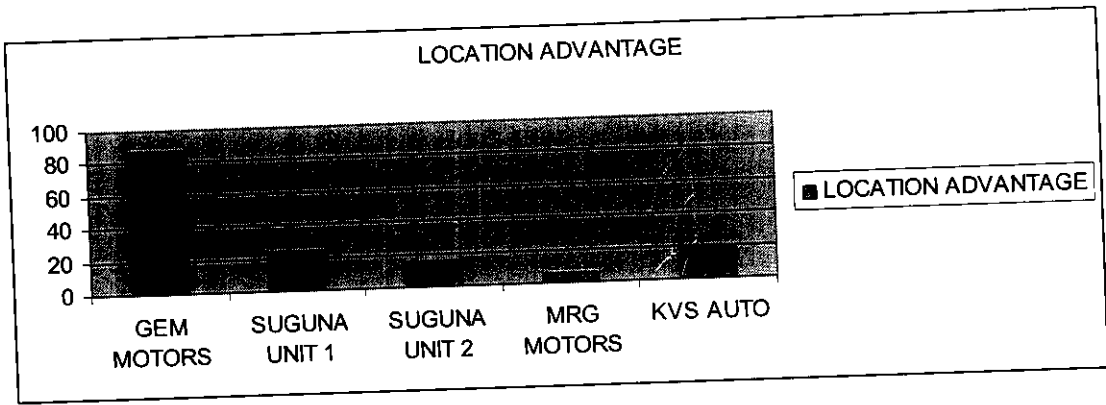 LOCATION ADVANTAGE
100
80
60
40
20
0
GEM MOTORS
SUGUNA UNIT 1
SUGUNA UNIT 2
MRG MOTORS
KVS AUTO
LOCATION ADVANTAGE